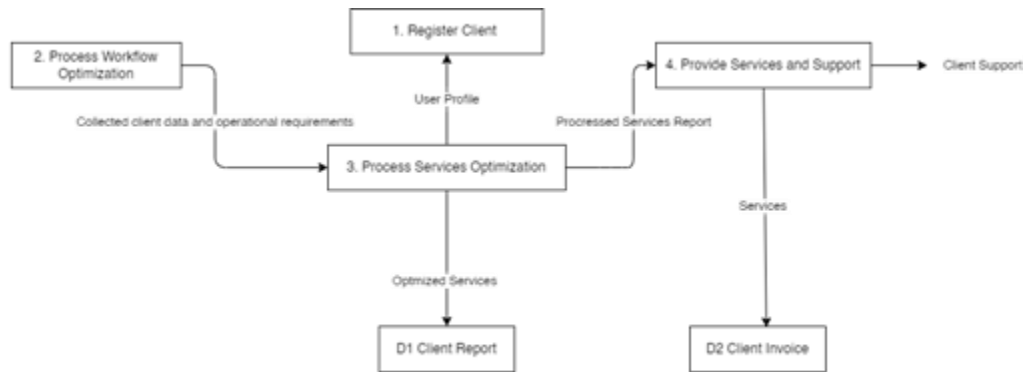 1. Register Client
2. Process Workflow
Optimization
4. Provide Services and Support
Client Support
User Profile
Collected client data and operational requirements
Procressed Services Report
3. Process Services Optimization
Services
Optmized Services
D1 Client Report
D2 Client Invoice